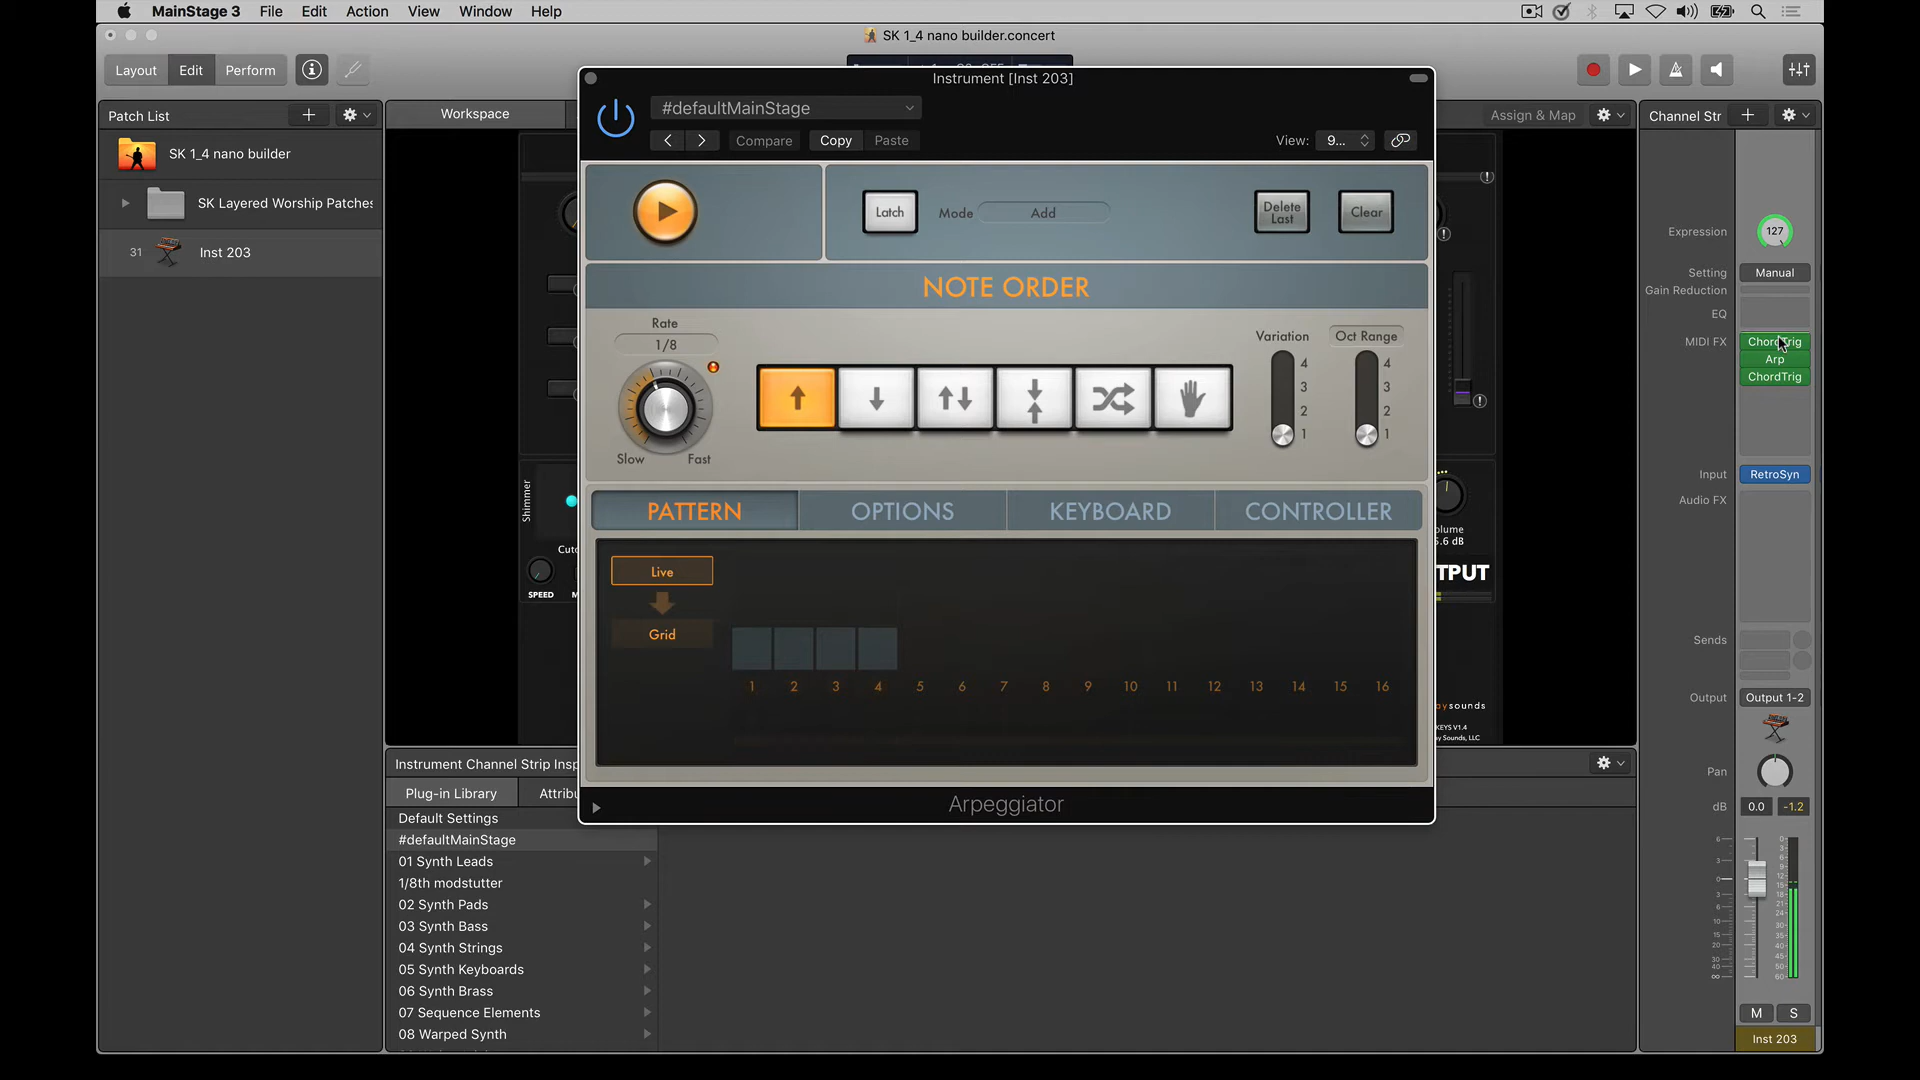 MainStage 3 File Edit Action View Window Help
SK 1_4 nano builder.concert
Layout Edit Perform
Instrument [Inst 203]
Patch List
Workspace
#defaultMainStage
Assign & Map
Channel Str
Compare Copy Paste
View: 9...
SK 1_4 nano builder
SK Layered Worship Patches
31 Inst 203
Latch Mode Add
Delete Last
Clear
NOTE ORDER
Rate
1/8
Slow Fast
Variation
4
3
2
1
Oct Range
4
3
2
1
PATTERN OPTIONS KEYBOARD CONTROLLER
Live
Grid
1 2 3 4 5 6 7 8 9 10 11 12 13 14 15 16
Arpeggiator
Shimmer
SPEED
Expression 127
Setting Manual
Gain Reduction
EQ
MIDI FX ChordTrig
Arp
ChordTrig
Input RetroSyn
Audio FX
Sends
Output Output 1-2
Pan
dB 0.0 -1.2
M S
Inst 203
Instrument Channel Strip Insp
Plug-in Library Attribu
Default Settings
#defaultMainStage
01 Synth Leads
1/8th modstutter
02 Synth Pads
03 Synth Bass
04 Synth Strings
05 Synth Keyboards
06 Synth Brass
07 Sequence Elements
08 Warped Synth